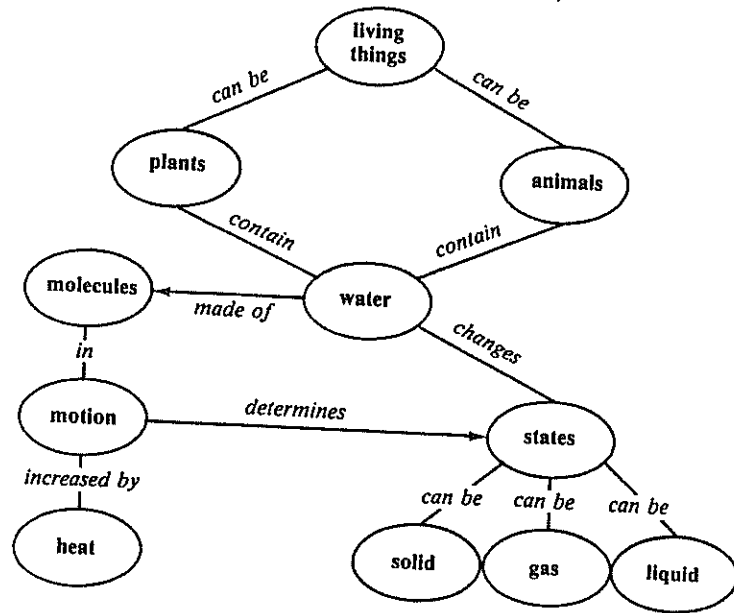 living
things
can be
can be
plants
animals
contain
contain
molecules
made of
water
in
changes
motion
determines
states
increased by
can be
can be
can be
heat
solid
gas
liquid